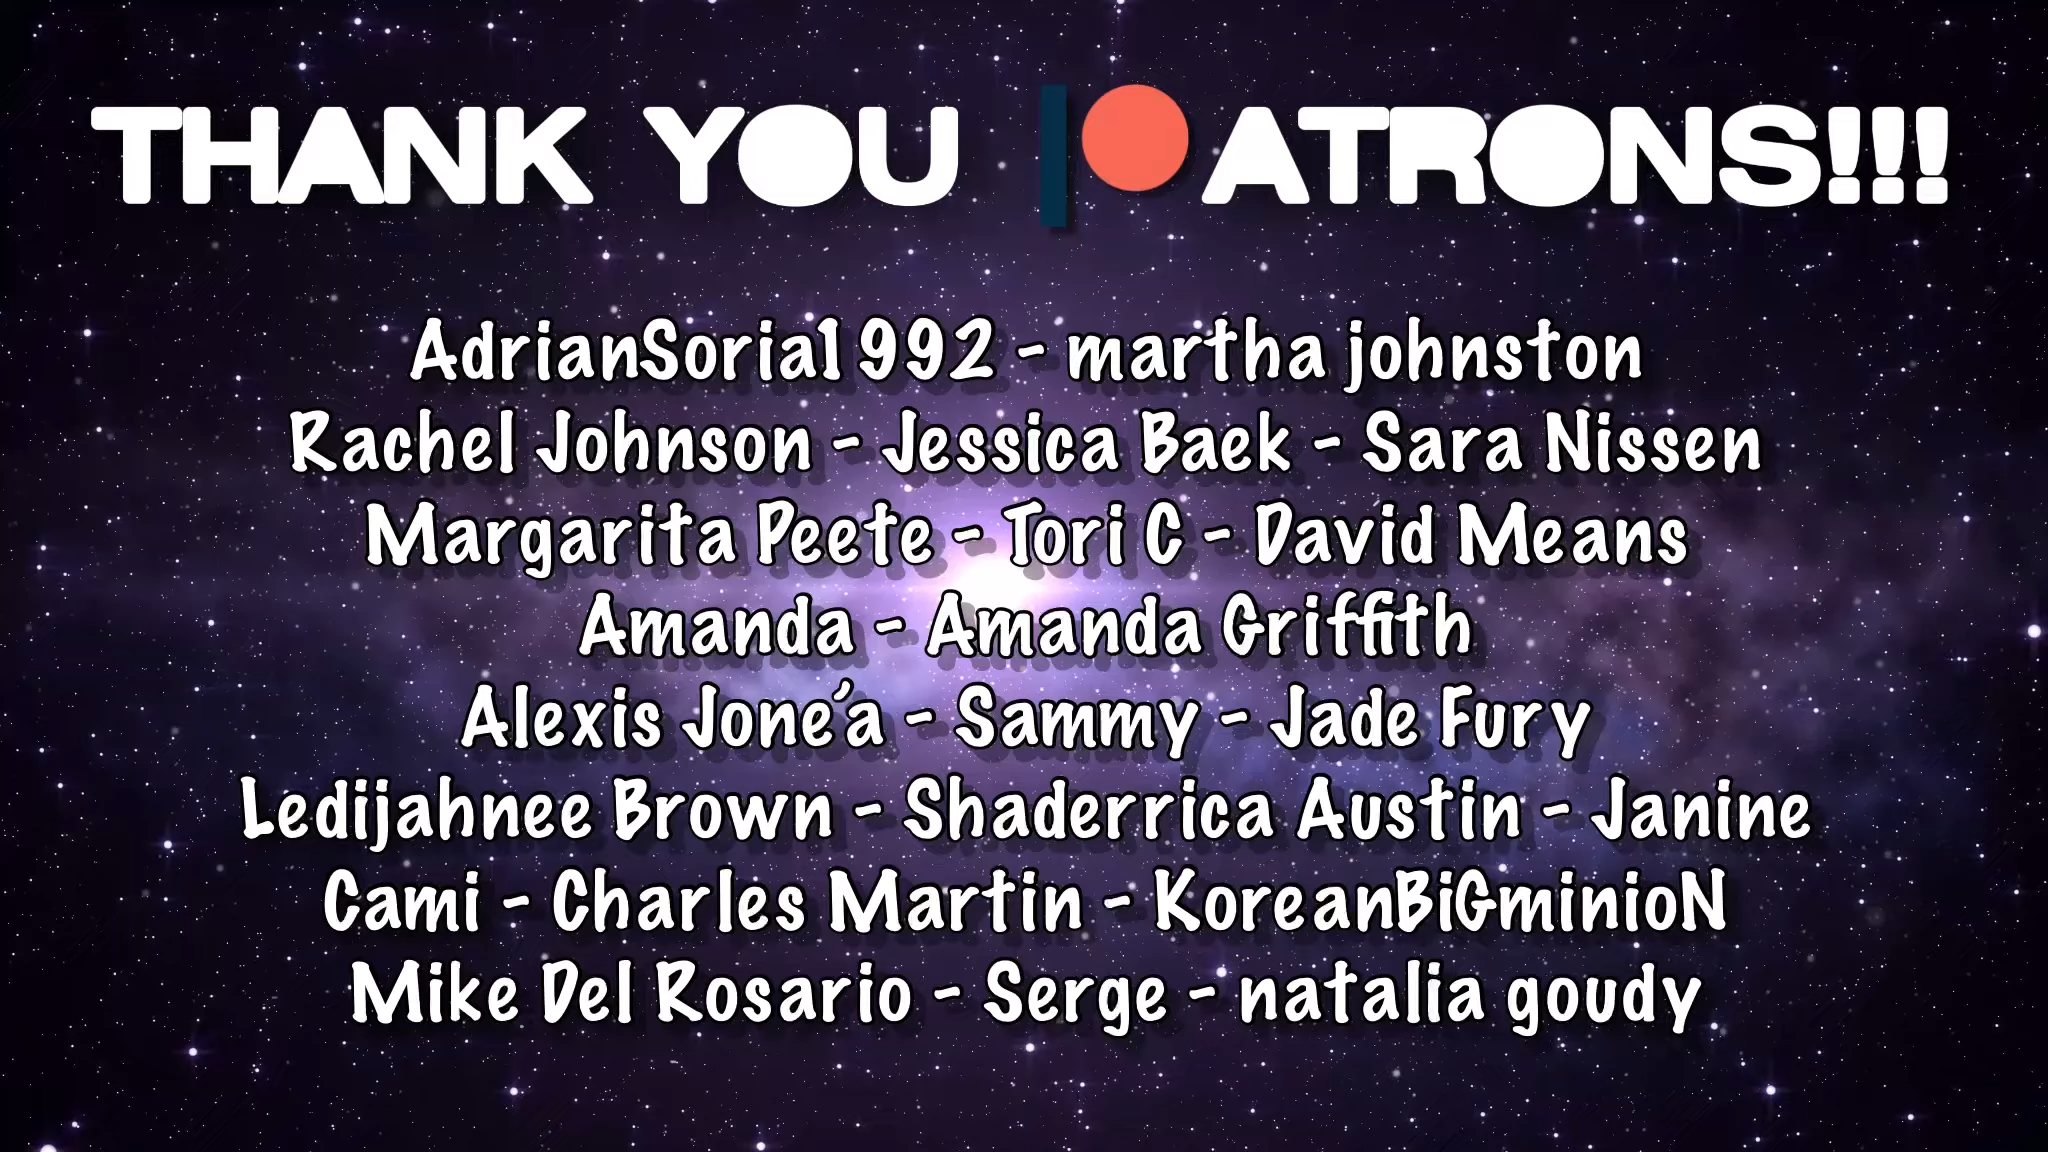 THANK YOU PATRONS!!!
AdrianSoria1992 - martha johnston
Rachel Johnson - Jessica Baek - Sara Nissen
Margarita Peete - Tori C - David Means
Amanda - Amanda Griffith
Alexis Jone'a - Sammy - Jade Fury
Ledijahnee Brown - Shaderrica Austin - Janine
Cami - Charles Martin - KoreanBiGminioN
Mike Del Rosario - Serge - natalia goudy